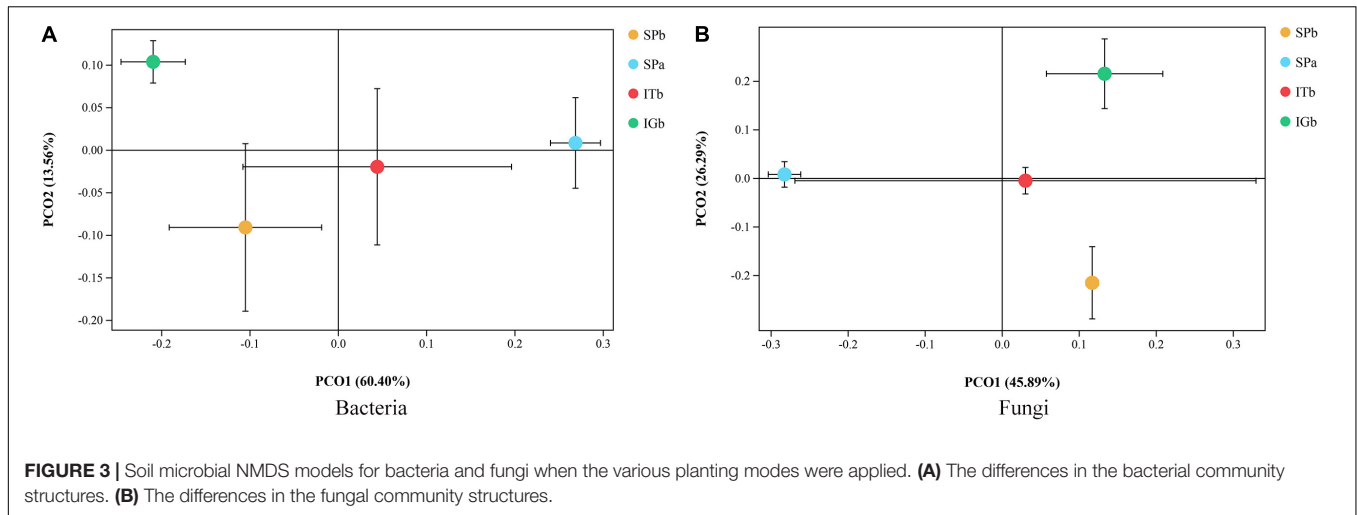 A
SPb
SPa
ITb
IGb
PCO2 (13.56%)
0.10
0.05
0.00
-0.05
-0.10
-0.15
-0.20
-0.2
-0.1
0.0
0.1
0.2
0.3
PCO1 (60.40%)
Bacteria
B
SPb
SPa
ITb
IGb
PCO2 (26.29%)
0.2
0.1
0.0
-0.1
-0.2
-0.3
-0.2
-0.1
0.0
0.1
0.2
0.3
PCO1 (45.89%)
Fungi
FIGURE 3 | Soil microbial NMDS models for bacteria and fungi when the various planting modes were applied. (A) The differences in the bacterial community
structures. (B) The differences in the fungal community structures.